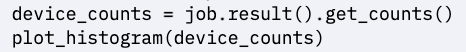 device_counts = job.result().get_counts()
plot_histogram(device_counts)